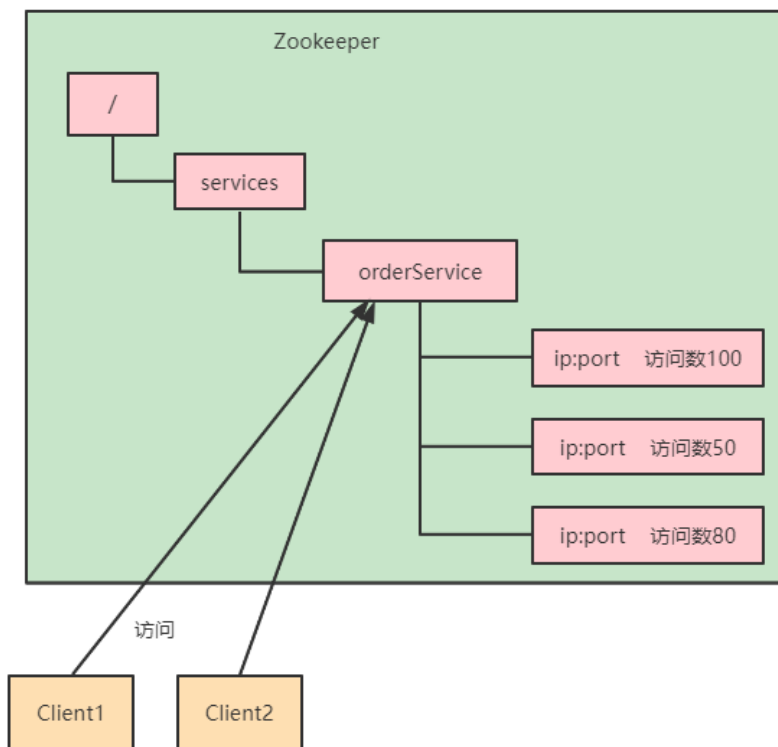 Zookeeper
/
services
orderService
ip:port 访问数100
ip:port 访问数50
ip:port 访问数80
访问
Client1
Client2